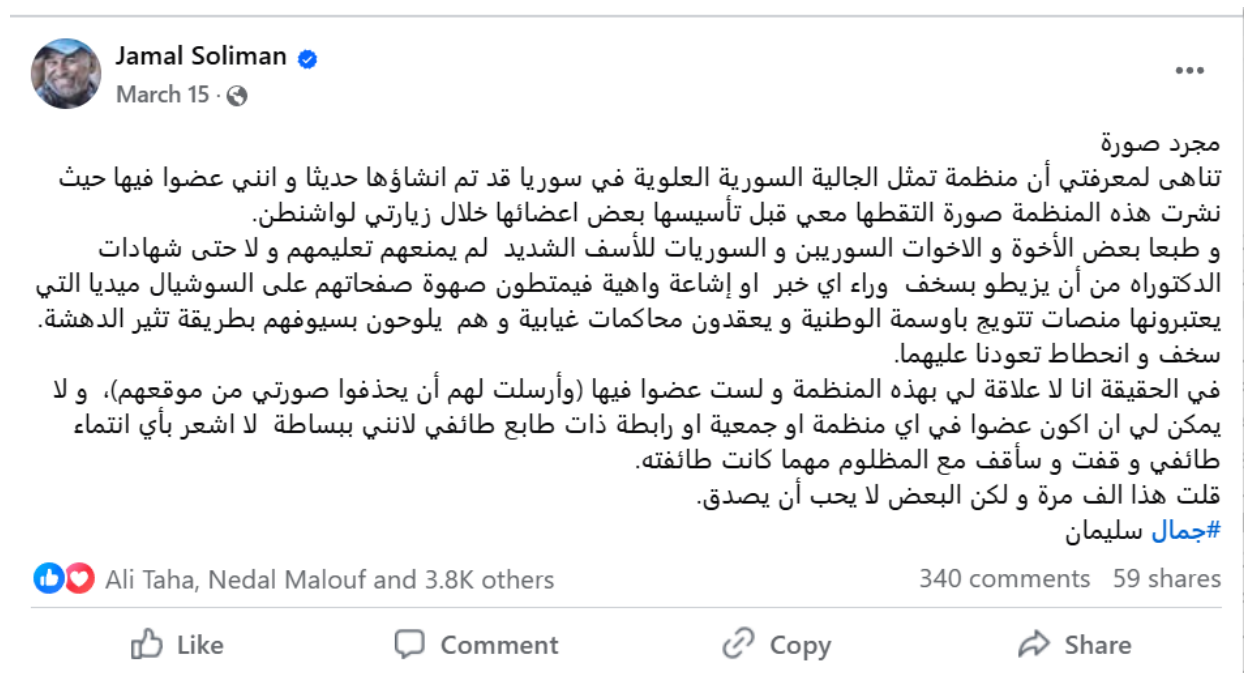 Jamal Soliman
March 15
مجرد صورة
تناهى لمعرفتي أن منظمة تمثل الجالية السورية العلوية في سوريا قد تم انشاؤها حديثا و انني عضوا فيها حيث
نشرت هذه المنظمة صورة التقطها معي قبل تأسيسها بعض اعضائها خلال زيارتي لواشنطن.
و طبعا بعض الأخوة و الاخوات السوريبن و السوريات للأسف الشديد لم يمنعهم تعليمهم و لا حتى شهادات
الدكتوراه من أن يزيطو بسخف وراء اي خبر او إشاعة واهية فيمتطون صهوة صفحاتهم على السوشيال ميديا التي
يعتبرونها منصات تتويج باوسمة الوطنية و يعقدون محاكمات غيابية و هم يلوحون بسيوفهم بطريقة تثير الدهشة.
سخف و انحطاط تعودنا عليهما.
في الحقيقة انا لا علاقة لي بهذه المنظمة و لست عضوا فيها (وأرسلت لهم أن يحذفوا صورتي من موقعهم)، و لا
يمكن لي ان اكون عضوا في اي منظمة او جمعية او رابطة ذات طابع طائفي لانني ببساطة لا اشعر بأي انتماء
طائفي و قفت و سأقف مع المظلوم مهما كانت طائفته.
قلت هذا الف مرة و لكن البعض لا يحب أن يصدق.
#جمال سليمان
Ali Taha, Nedal Malouf and 3.8K others 340 comments 59 shares
Like Comment Copy Share